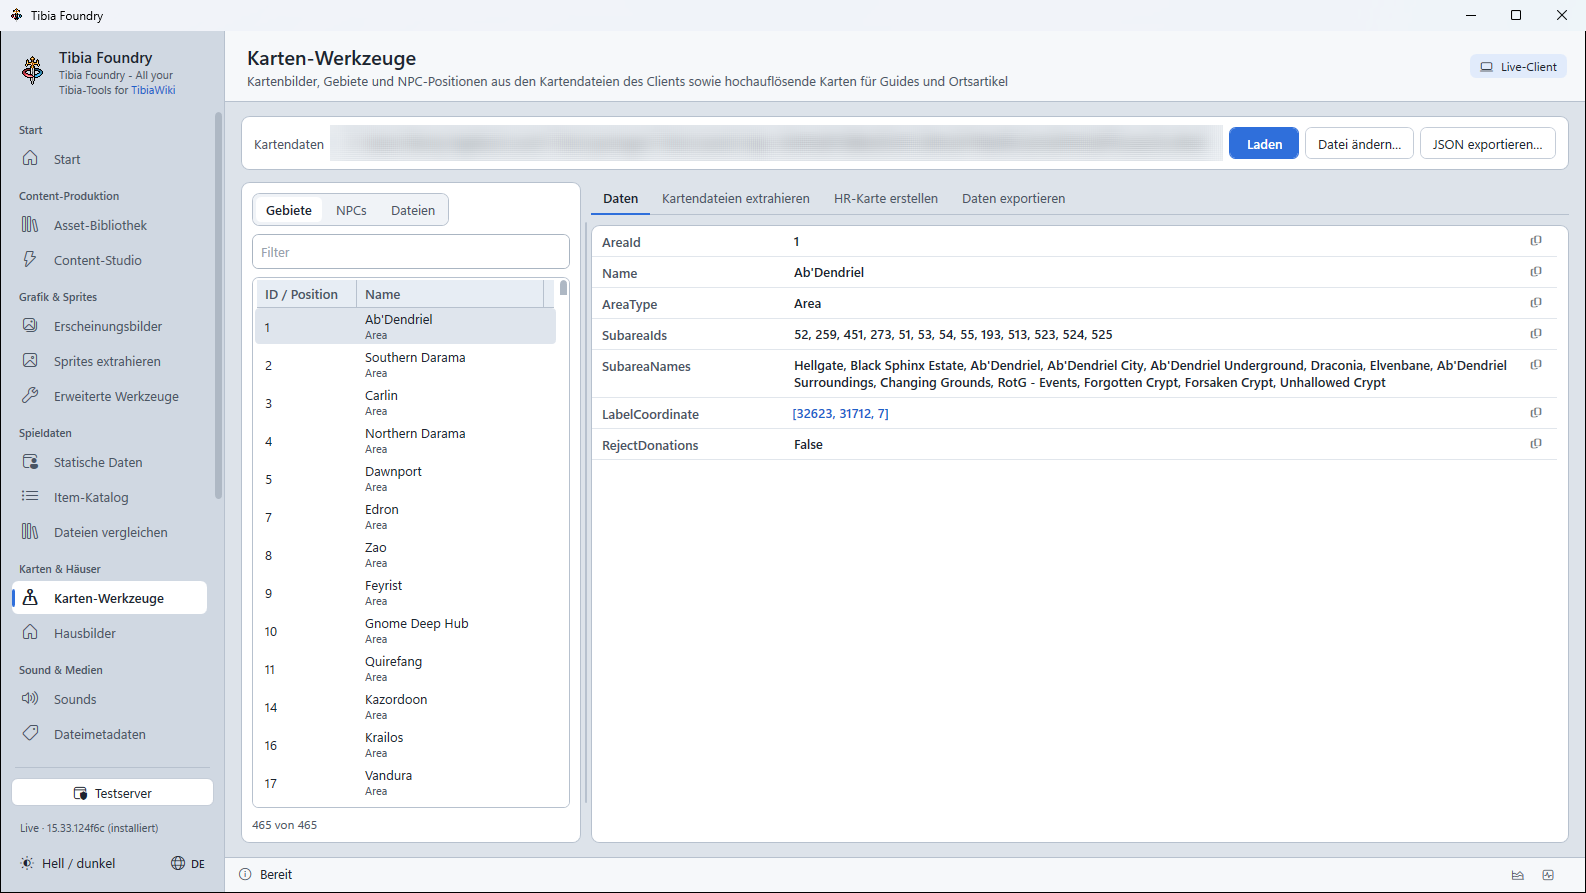 Tibia Foundry
Tibia Foundry
Tibia Foundry - All your
Tibia-Tools for TibiaWiki
Start
Start
Content-Produktion
Asset-Bibliothek
Content-Studio
Grafik & Sprites
Erscheinungsbilder
Sprites extrahieren
Erweiterte Werkzeuge
Spieldaten
Statische Daten
Item-Katalog
Dateien vergleichen
Karten & Häuser
Karten-Werkzeuge
Hausbilder
Sound & Medien
Sounds
Dateimetadaten
Testserver
Live · 15.33.124f6c (installiert)
Hell / dunkel DE
Karten-Werkzeuge
Kartenbilder, Gebiete und NPC-Positionen aus den Kartendateien des Clients sowie hochauflösende Karten für Guides und Ortsartikel
Live-Client
Kartendaten
Laden
Datei ändern...
JSON exportieren...
Gebiete NPCs Dateien
Filter
ID / Position Name
1 Ab'Dendriel
Area
2 Southern Darama
Area
3 Carlin
Area
4 Northern Darama
Area
5 Dawnport
Area
7 Edron
Area
8 Zao
Area
9 Feyrist
Area
10 Gnome Deep Hub
Area
11 Quirefang
Area
14 Kazordoon
Area
16 Krailos
Area
17 Vandura
Area
465 von 465
Daten Kartendateien extrahieren HR-Karte erstellen Daten exportieren
AreaId 1
Name Ab'Dendriel
AreaType Area
SubareaIds 52, 259, 451, 273, 51, 53, 54, 55, 193, 513, 523, 524, 525
SubareaNames Hellgate, Black Sphinx Estate, Ab'Dendriel, Ab'Dendriel City, Ab'Dendriel Underground, Draconia, Elvenbane, Ab'Dendriel
Surroundings, Changing Grounds, RotG - Events, Forgotten Crypt, Forsaken Crypt, Unhallowed Crypt
LabelCoordinate [32623, 31712, 7]
RejectDonations False
Bereit